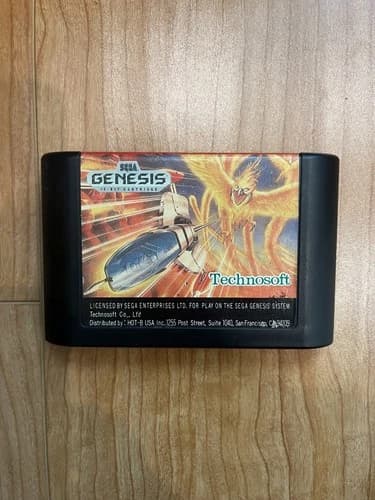 SEGA
GENESIS
16-BIT CARTRIDGE
Technosoft
LICENSED BY SEGA ENTERPRISES LTD. FOR PLAY ON THE SEGA GENESIS SYSTEM.
Technosoft Co., Ltd
Distributed by: HOT-B USA Inc. 1255 Post Street, Suite 1040, San Francisco, CA 94109